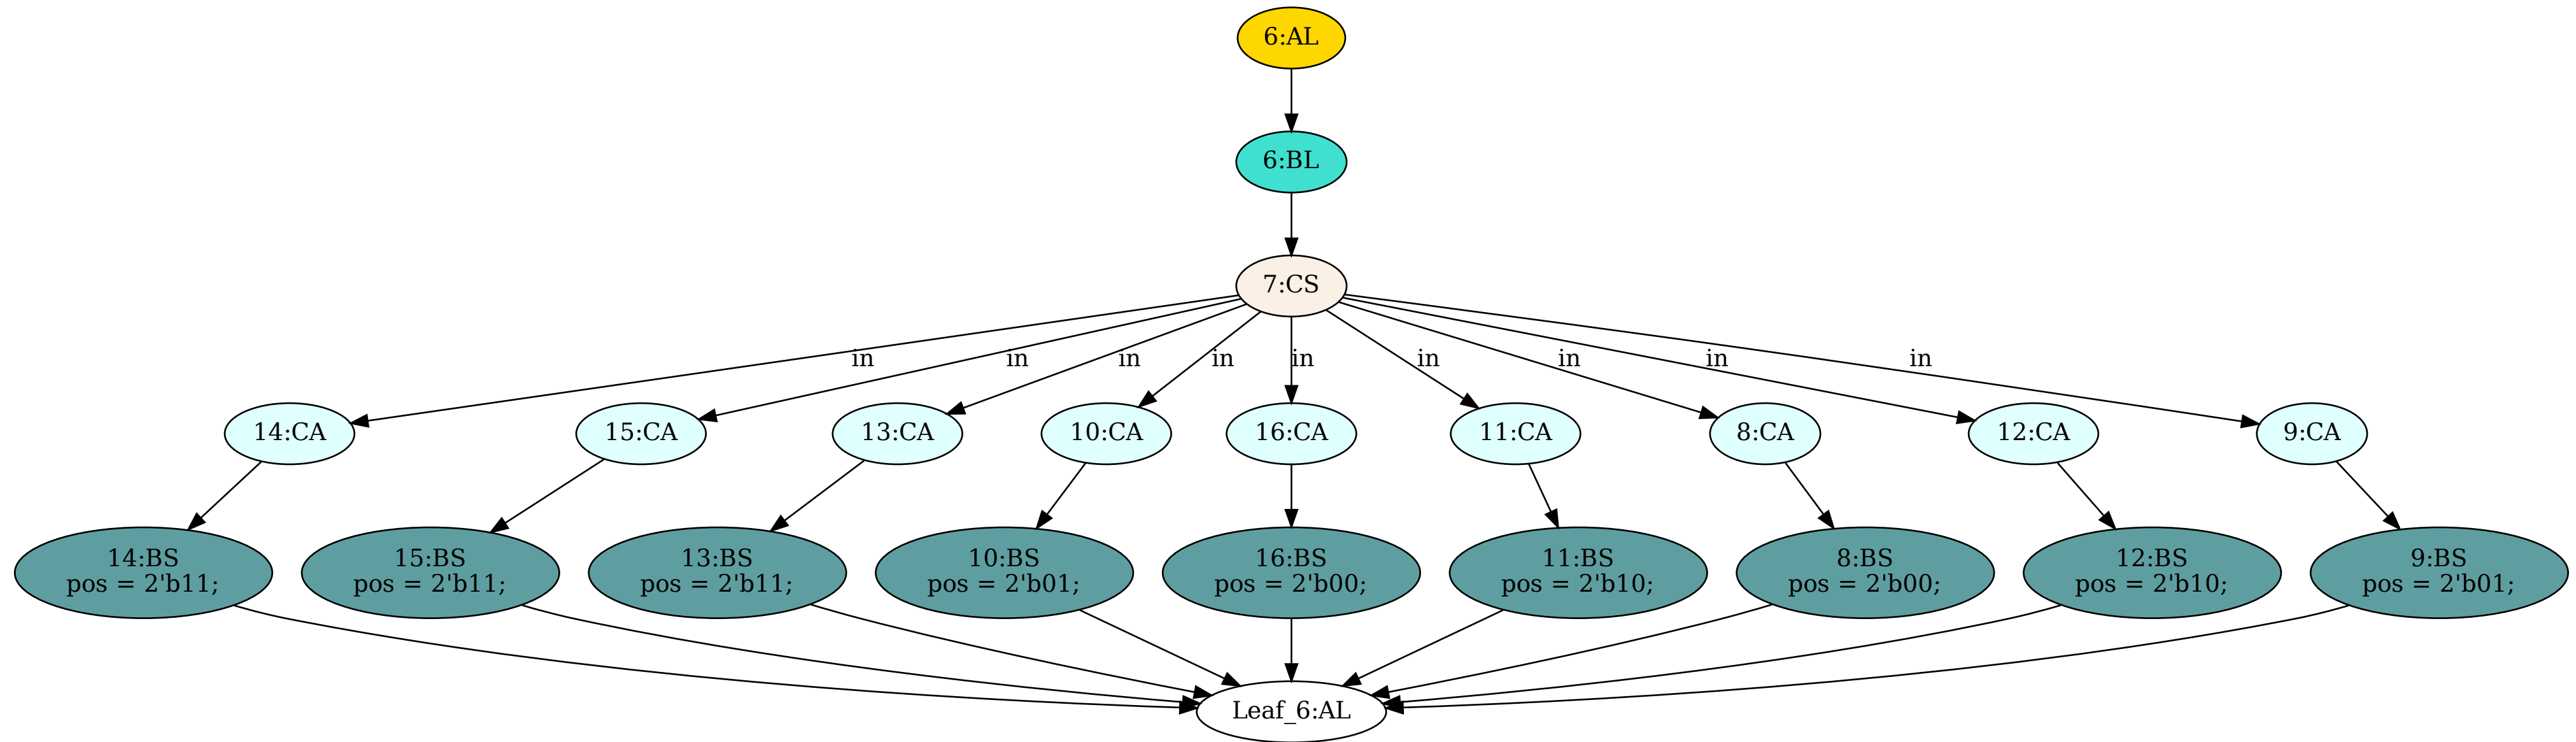 6:AL
6:BL
7:CS
in
in
in
in
in
in
in
in
in
14:CA
15:CA
13:CA
10:CA
16:CA
11:CA
8:CA
12:CA
9:CA
14:BS
pos = 2'b11;
15:BS
pos = 2'b11;
13:BS
pos = 2'b11;
10:BS
pos = 2'b01;
16:BS
pos = 2'b00;
11:BS
pos = 2'b10;
8:BS
pos = 2'b00;
12:BS
pos = 2'b10;
9:BS
pos = 2'b01;
Leaf_6:AL